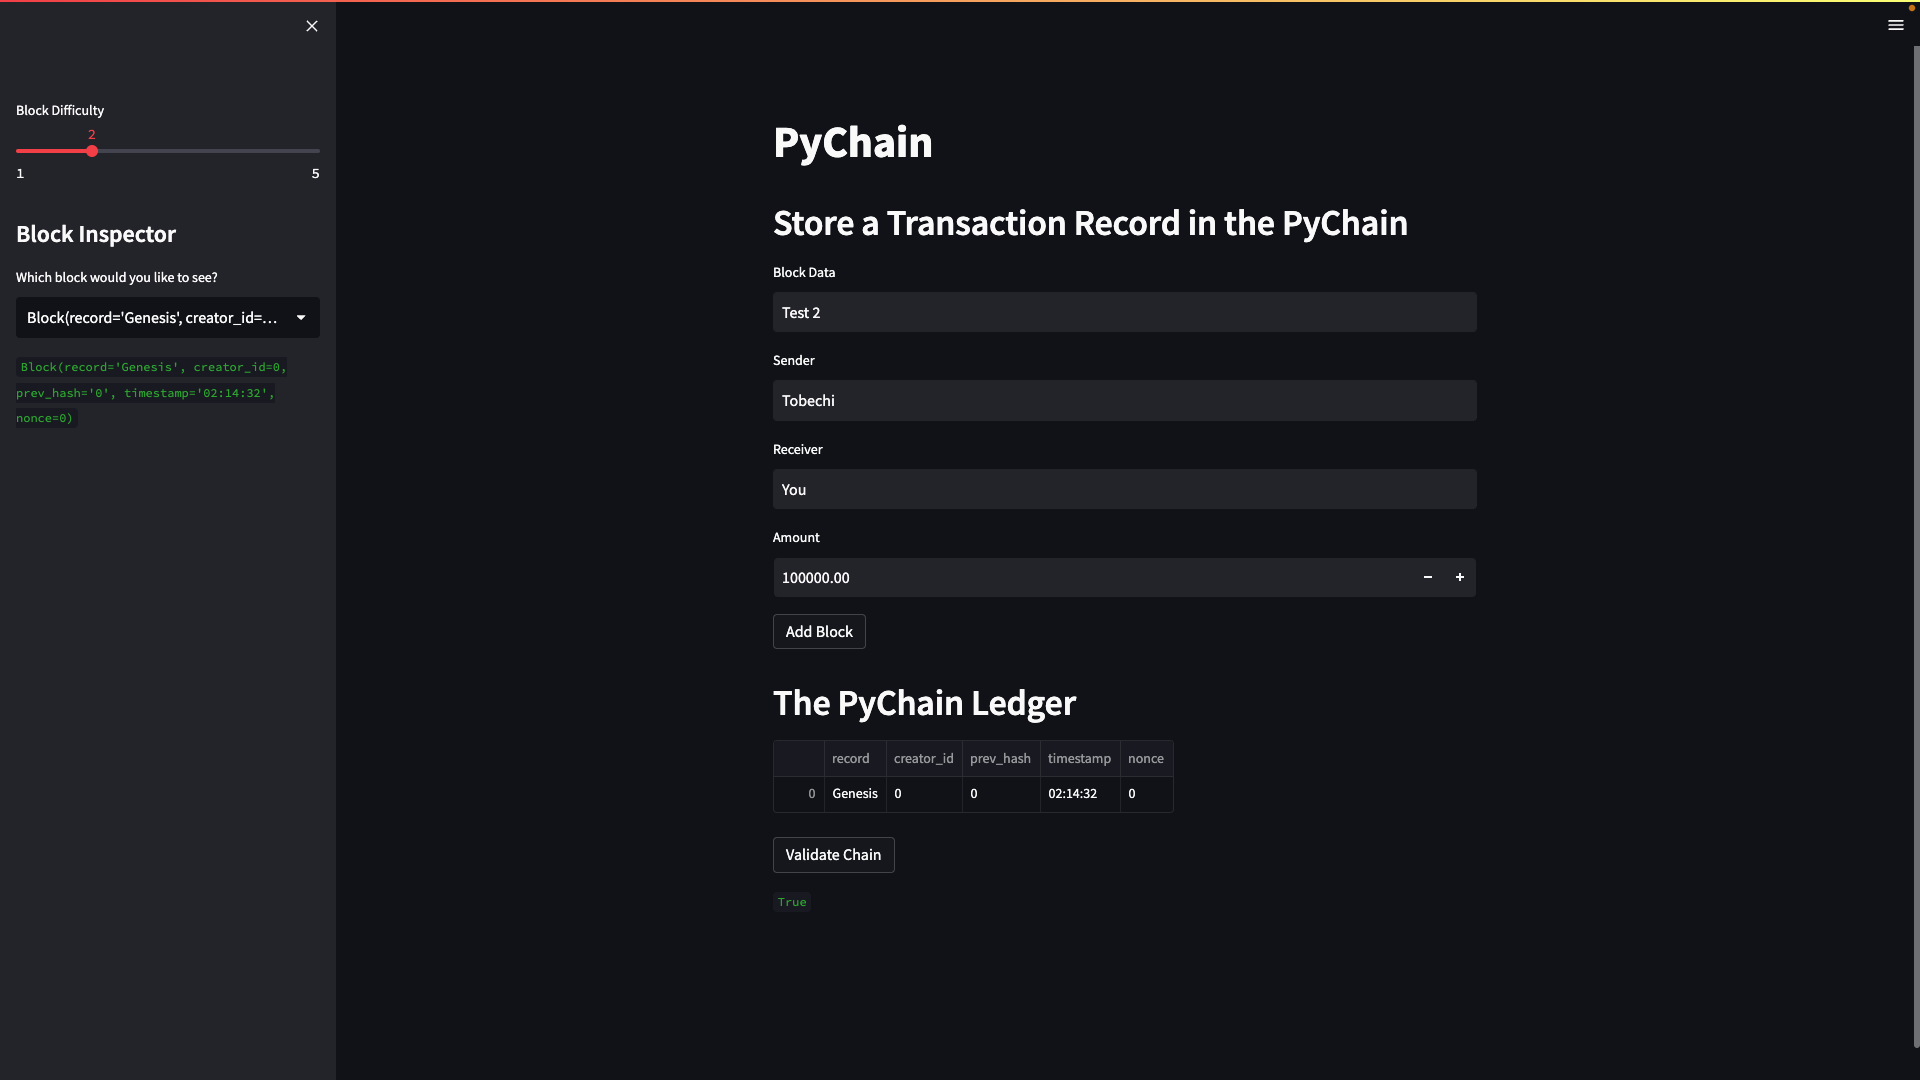 Block Difficulty
2
1 5
Block Inspector
Which block would you like to see?
Block(record='Genesis', creator_id=...
Block(record='Genesis', creator_id=0,
prev_hash='0', timestamp='02:14:32',
nonce=0)
PyChain
Store a Transaction Record in the PyChain
Block Data
Test 2
Sender
Tobechi
Receiver
You
Amount
100000.00
Add Block
The PyChain Ledger
record creator_id prev_hash timestamp nonce
0 Genesis 0 0 02:14:32 0
Validate Chain
True